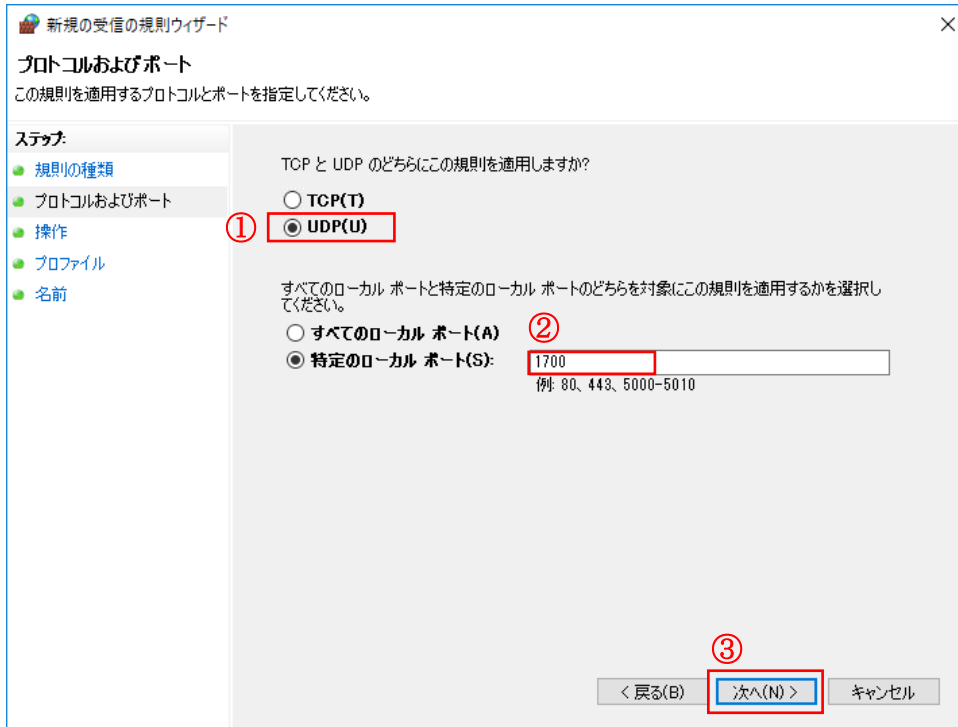 新規の受信の規則ウィザード
プロトコルおよびポート
この規則を適用するプロトコルとポートを指定してください。
ステップ:
規則の種類
プロトコルおよびポート
操作
プロファイル
名前
TCP と UDP のどちらにこの規則を適用しますか?
TCP(T)
① UDP(U)
すべてのローカル ポートと特定のローカル ポートのどちらを対象にこの規則を適用するかを選択し
てください。
すべてのローカル ポート(A)
②
特定のローカル ポート(S): 1700
例: 80、443、5000-5010
③
< 戻る(B) 次へ(N) > キャンセル